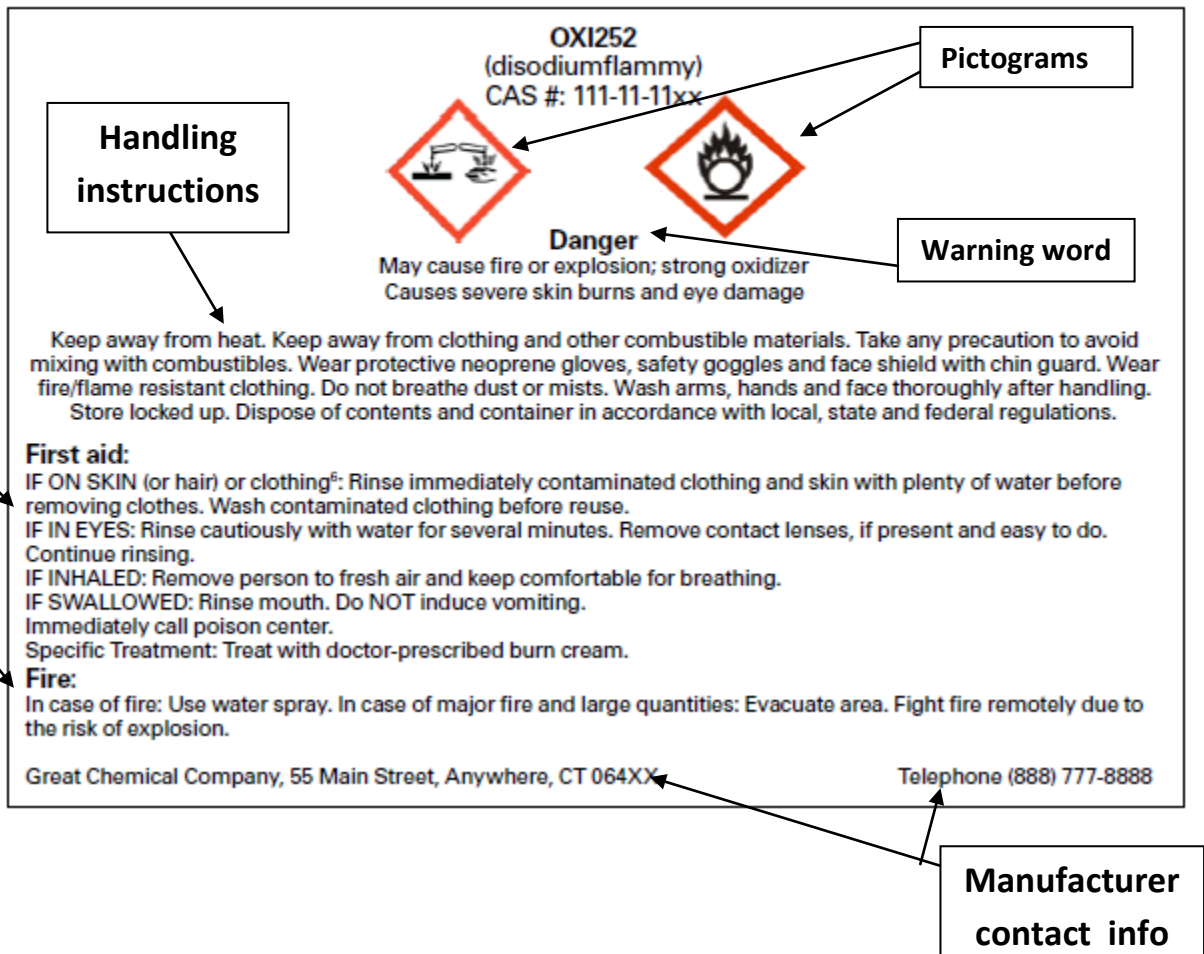 OXI252
(disodiumflammy)
CAS #: 111-11-11xx
Pictograms
Handling
instructions
Danger
Warning word
May cause fire or explosion; strong oxidizer
Causes severe skin burns and eye damage
Keep away from heat. Keep away from clothing and other combustible materials. Take any precaution to avoid
mixing with combustibles. Wear protective neoprene gloves, safety goggles and face shield with chin guard. Wear
fire/flame resistant clothing. Do not breathe dust or mists. Wash arms, hands and face thoroughly after handling.
Store locked up. Dispose of contents and container in accordance with local, state and federal regulations.
First aid:
IF ON SKIN (or hair) or clothing⁶: Rinse immediately contaminated clothing and skin with plenty of water before
removing clothes. Wash contaminated clothing before reuse.
IF IN EYES: Rinse cautiously with water for several minutes. Remove contact lenses, if present and easy to do.
Continue rinsing.
IF INHALED: Remove person to fresh air and keep comfortable for breathing.
IF SWALLOWED: Rinse mouth. Do NOT induce vomiting.
Immediately call poison center.
Specific Treatment: Treat with doctor-prescribed burn cream.
Fire:
In case of fire: Use water spray. In case of major fire and large quantities: Evacuate area. Fight fire remotely due to
the risk of explosion.
Great Chemical Company, 55 Main Street, Anywhere, CT 064XX
Telephone (888) 777-8888
Manufacturer
contact info